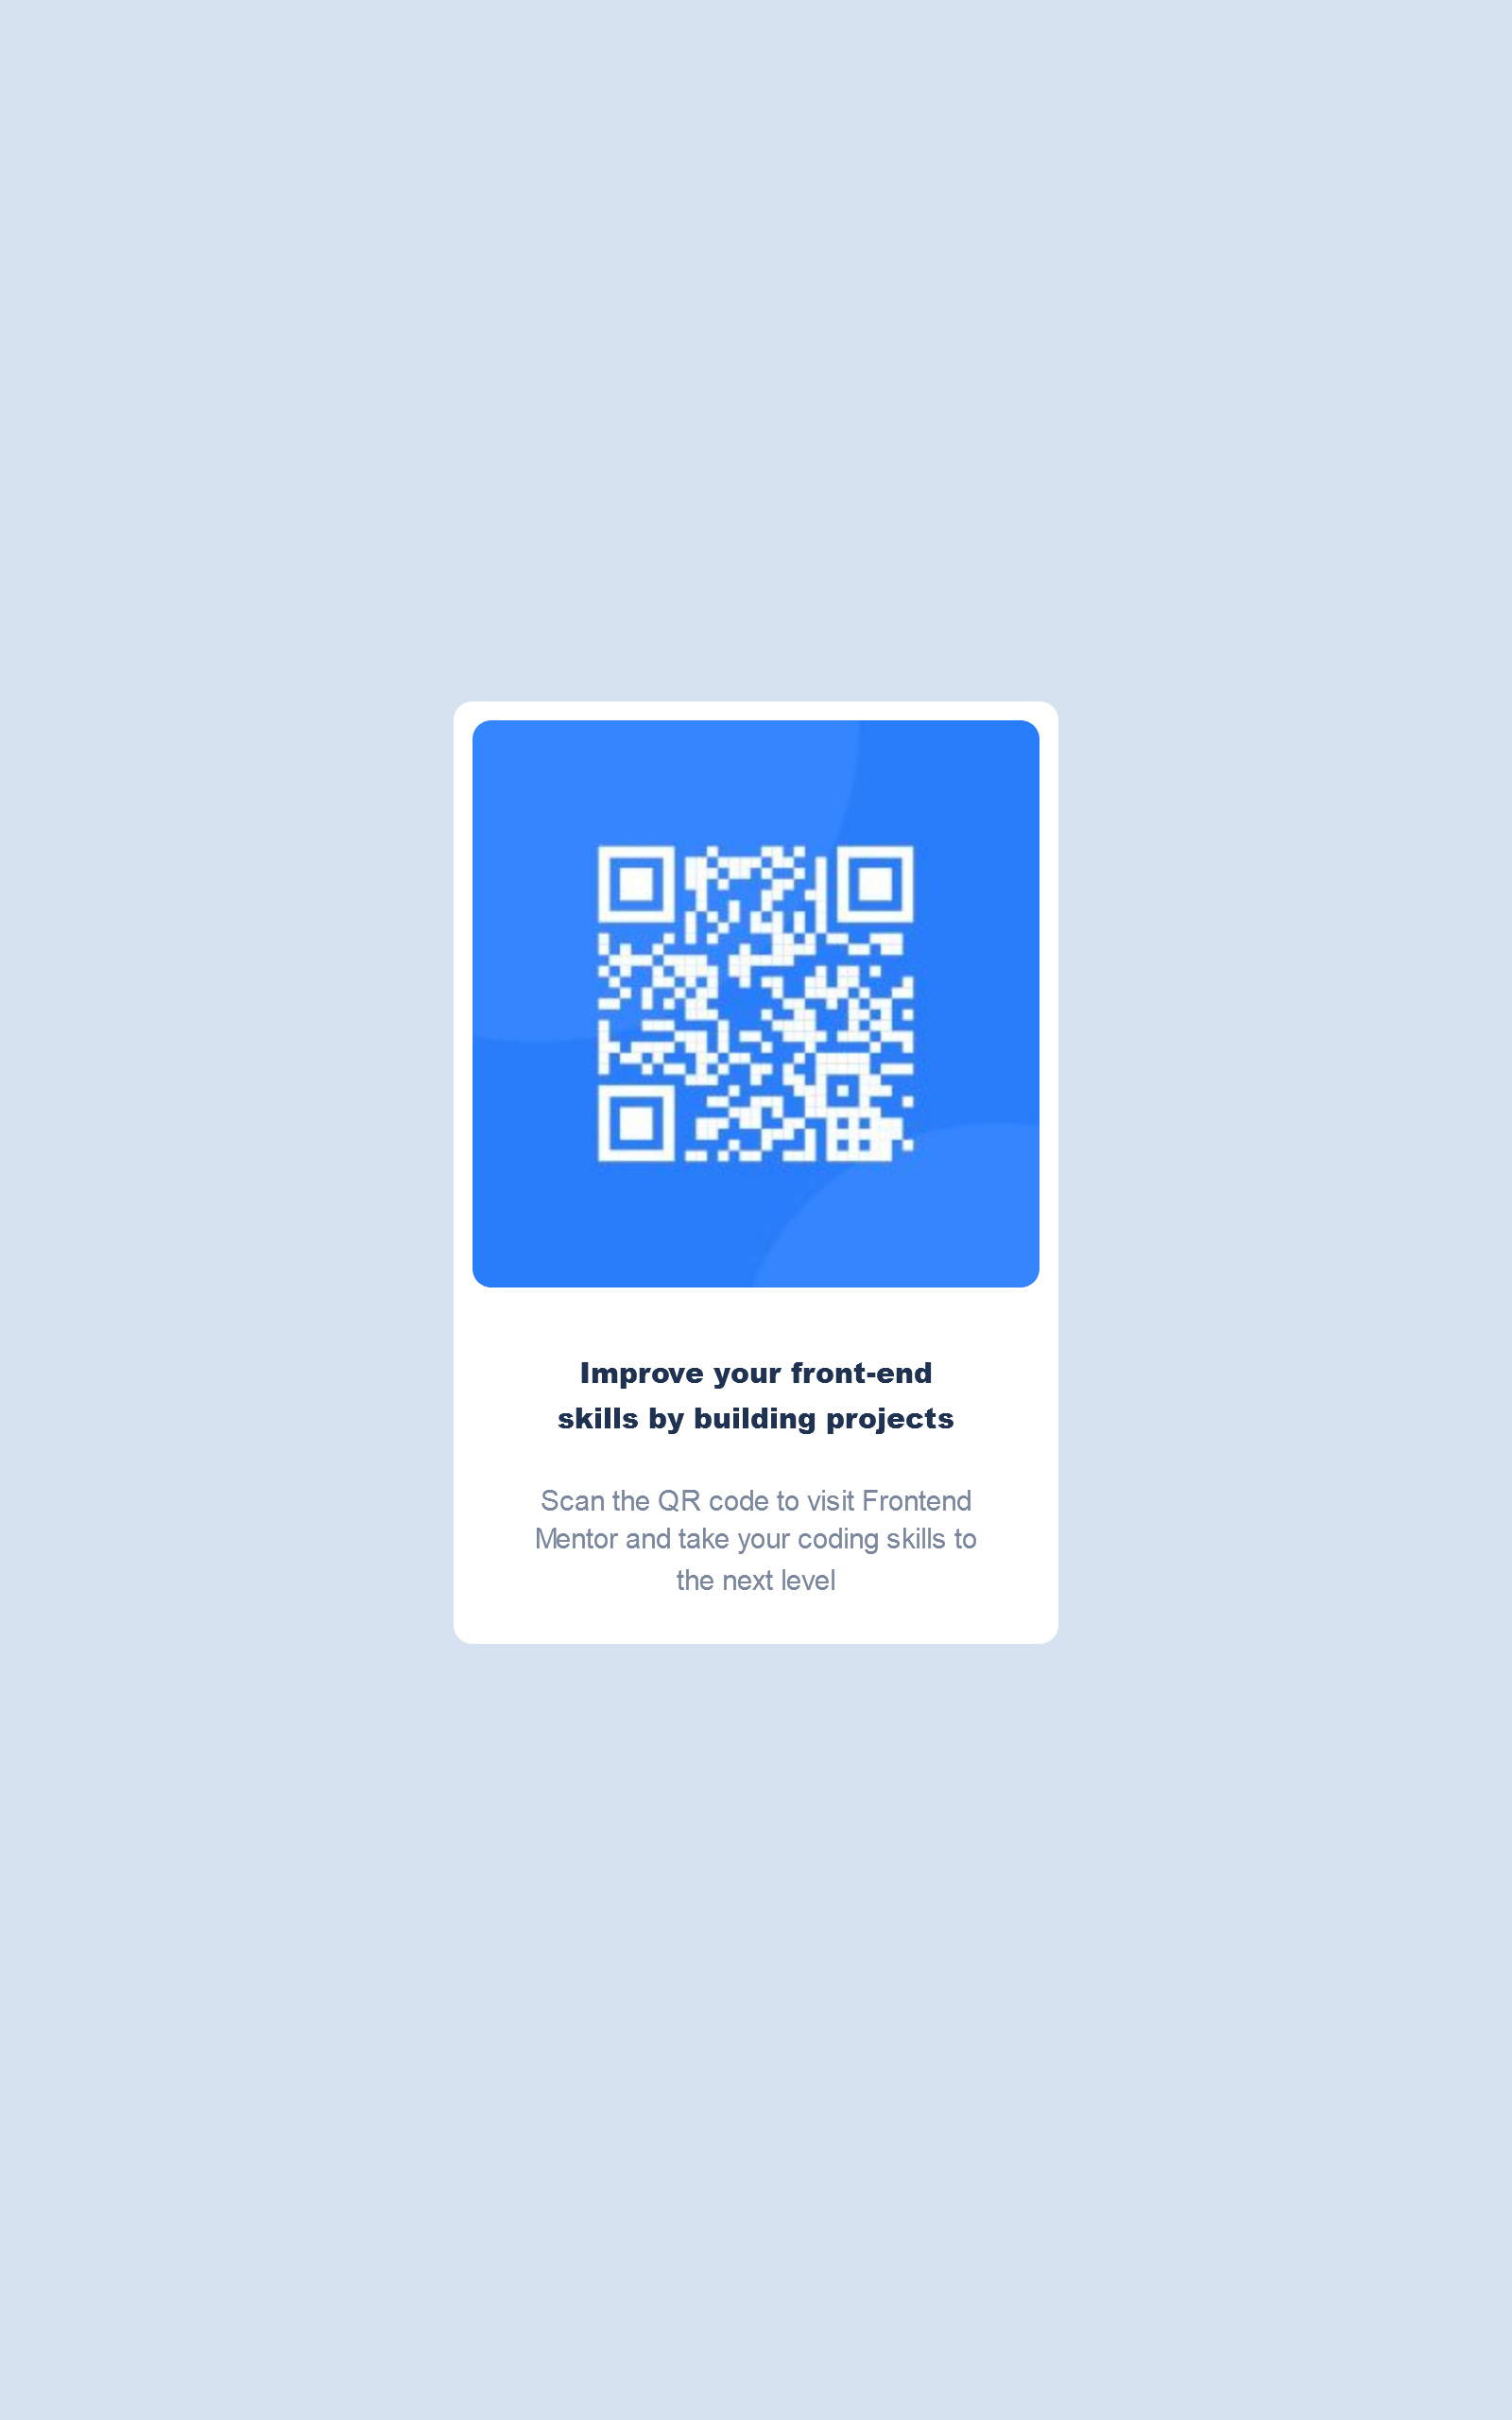 Improve your front-end
skills by building projects
Scan the QR code to visit Frontend
Mentor and take your coding skills to
the next level